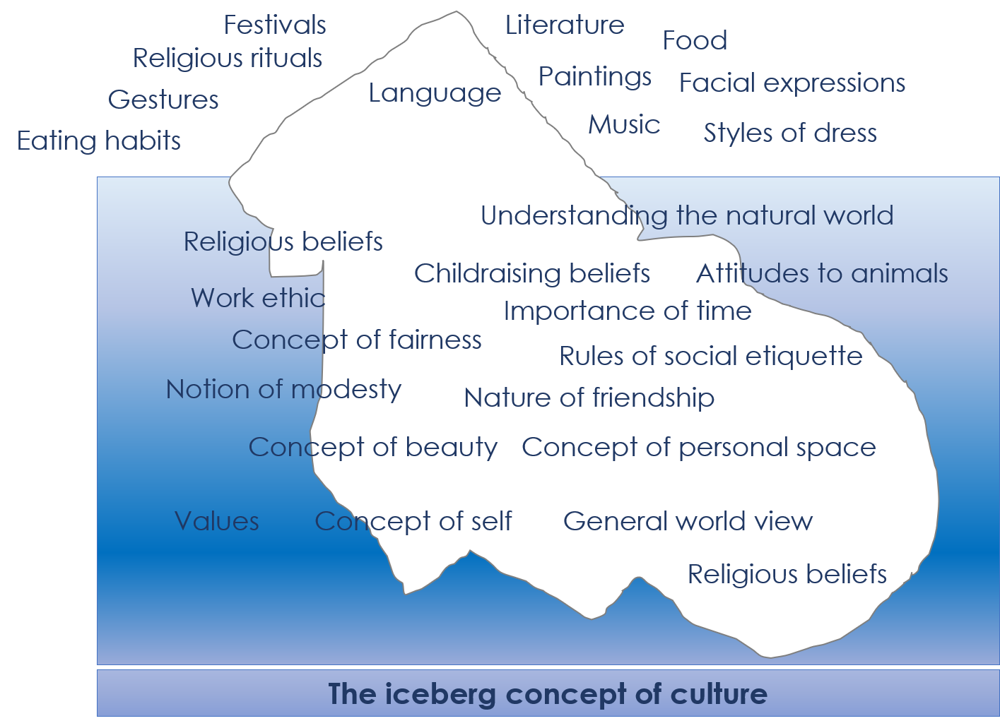 Festivals
Literature
Food
Religious rituals
Paintings
Facial expressions
Language
Gestures
Music
Styles of dress
Eating habits
Understanding the natural world
Religious beliefs
Childraising beliefs
Attitudes to animals
Work ethic
Importance of time
Concept of fairness
Rules of social etiquette
Notion of modesty
Nature of friendship
Concept of beauty
Concept of personal space
Values
Concept of self
General world view
Religious beliefs
The iceberg concept of culture